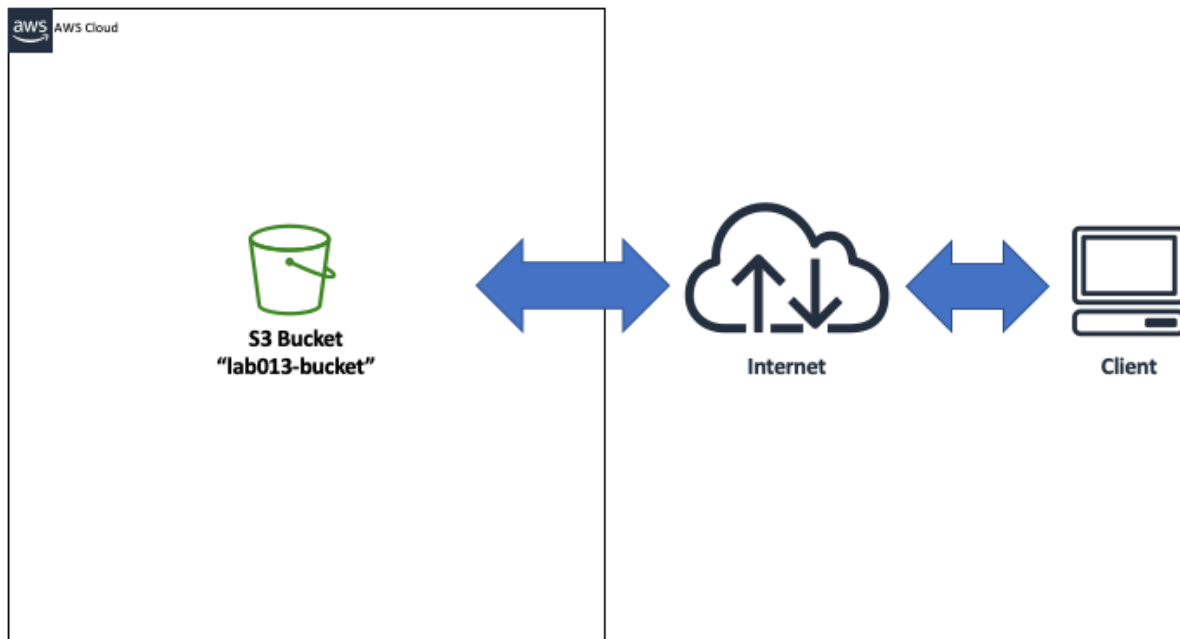 aws
AWS Cloud
S3 Bucket
“lab013-bucket”
Internet
Client